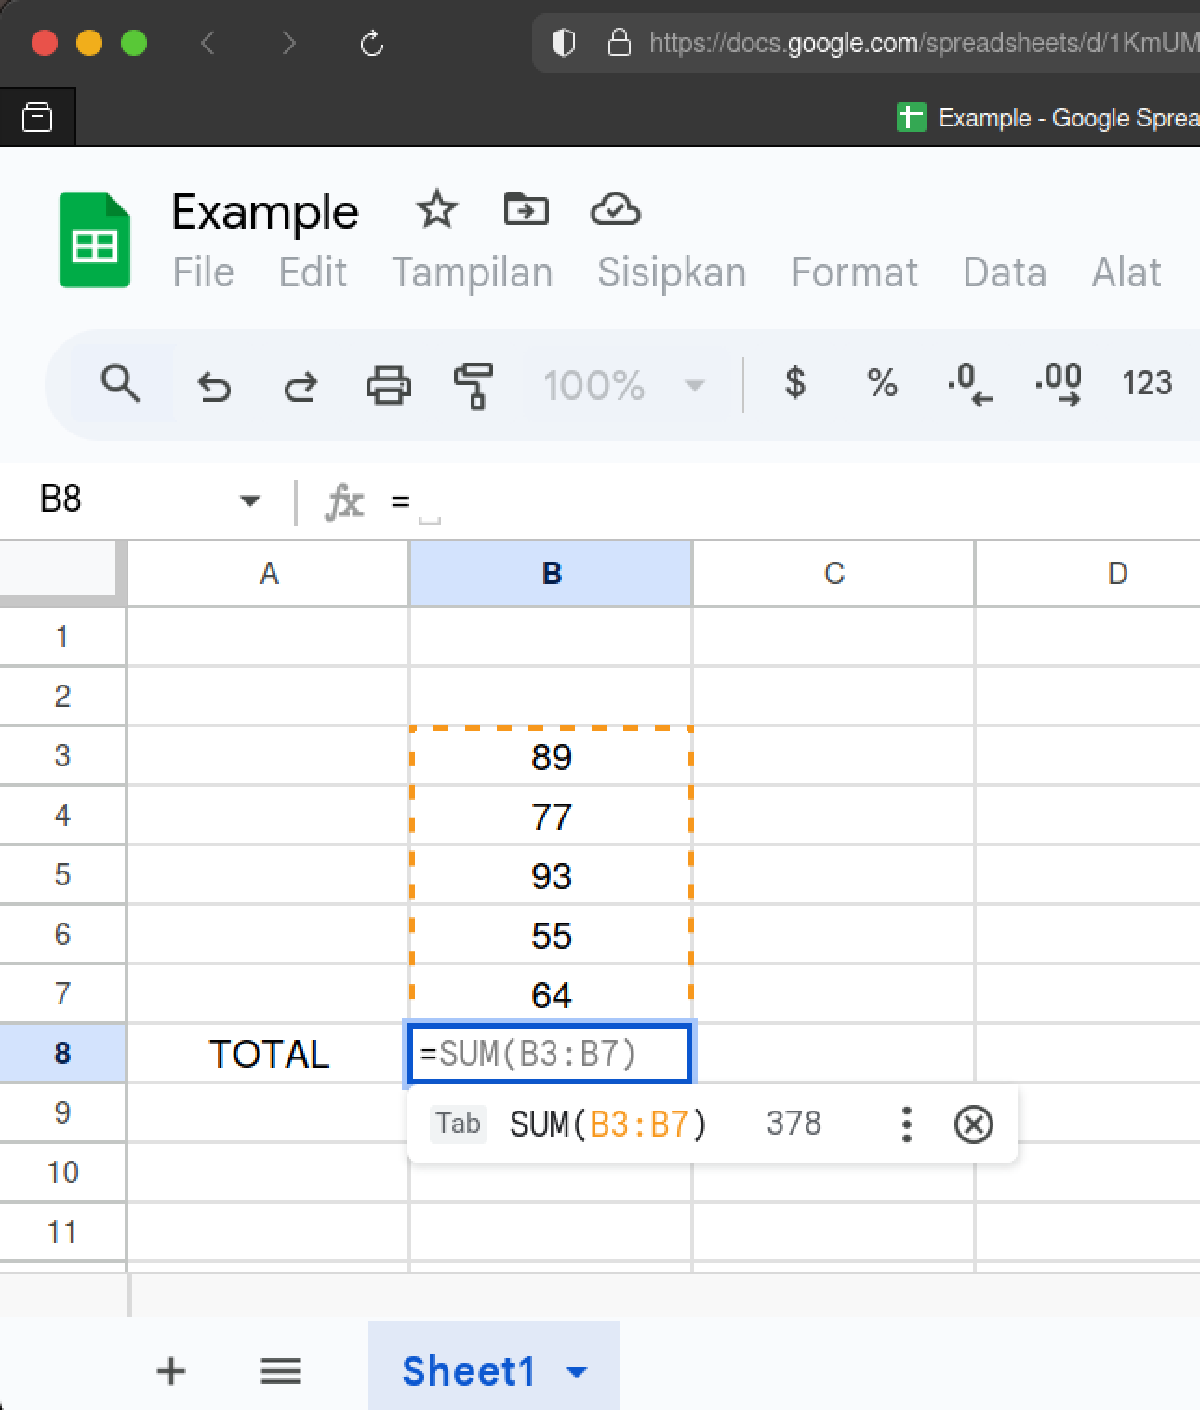 https://docs.google.com/spreadsheets/d/1KmUM
Example - Google Sprea
Example
File Edit Tampilan Sisipkan Format Data Alat
100% $ % .0 .00 123
B8 fx =
A B C D
1
2
3 89
4 77
5 93
6 55
7 64
8 TOTAL =SUM(B3:B7)
9 Tab SUM(B3:B7) 378
10
11
+ Sheet1